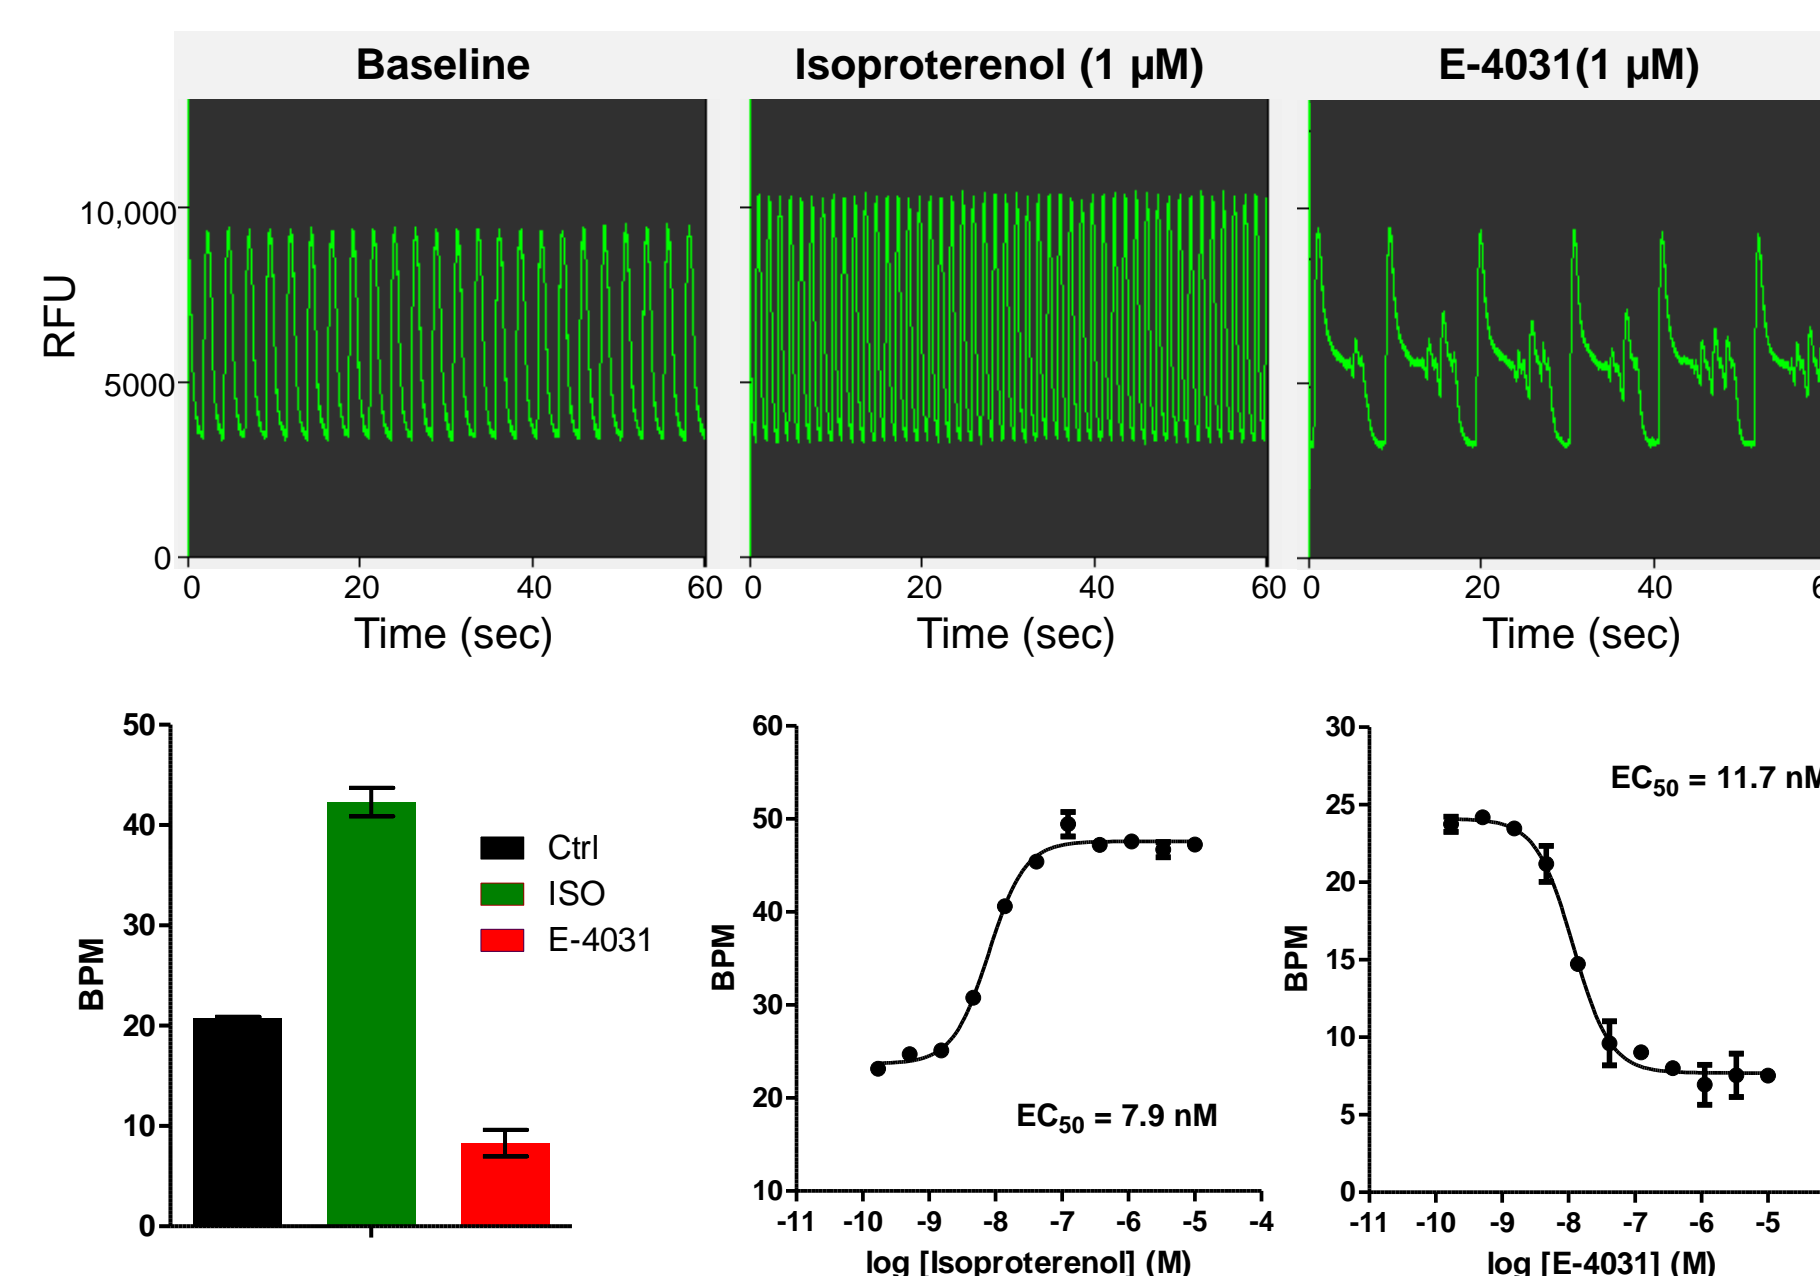 Baseline
Isoproterenol (1 µM)
E-4031(1 µM)
RFU
10,000
5000
0
0 20 40 60
0 20 40 60
0 20 40
Time (sec)
Time (sec)
Time (sec)
BPM
50
40
30
20
10
0
Ctrl
ISO
E-4031
BPM
60
50
40
30
20
10
EC50 = 7.9 nM
-11 -10 -9 -8 -7 -6 -5 -4
log [Isoproterenol] (M)
BPM
30
25
20
15
10
5
0
EC50 = 11.7 nM
-11 -10 -9 -8 -7 -6 -5
log [E-4031] (M)